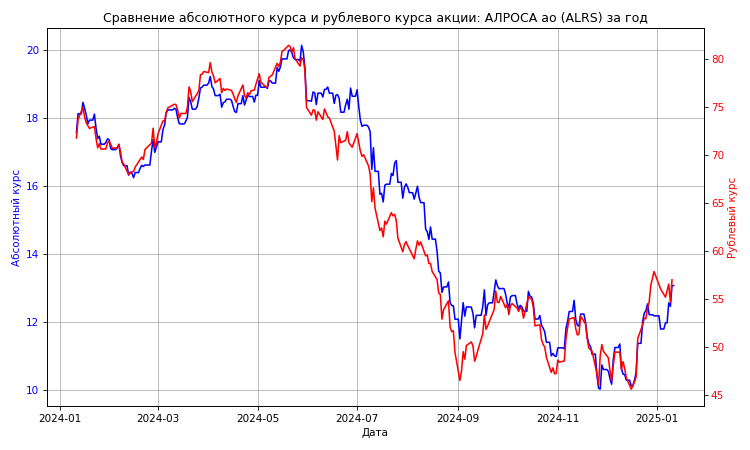 Сравнение абсолютного курса и рублевого курса акции: АЛРОСА ао (ALRS) за год
Абсолютный курс
20
18
16
14
12
10
80
75
70
65
60
55
50
45
Рублевый курс
2024-01 2024-03 2024-05 2024-07 2024-09 2024-11 2025-01
Дата